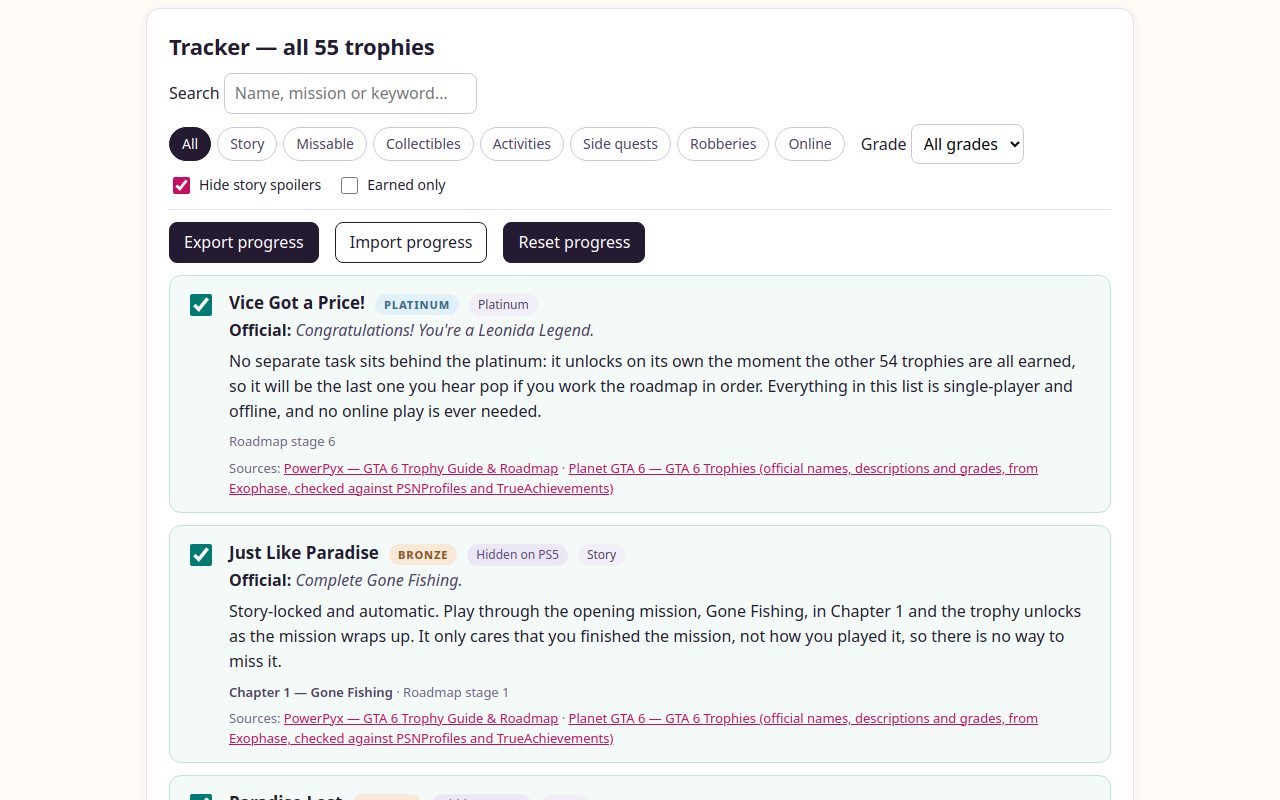 Tracker — all 55 trophies
Search Name, mission or keyword...
All Story Missable Collectibles Activities Side quests Robberies Online Grade All grades
Hide story spoilers Earned only
Export progress Import progress Reset progress
Vice Got a Price! PLATINUM Platinum
Official: Congratulations! You're a Leonida Legend.
No separate task sits behind the platinum: it unlocks on its own the moment the other 54 trophies are all earned,
so it will be the last one you hear pop if you work the roadmap in order. Everything in this list is single-player and
offline, and no online play is ever needed.
Roadmap stage 6
Sources: PowerPyx — GTA 6 Trophy Guide & Roadmap · Planet GTA 6 — GTA 6 Trophies (official names, descriptions and grades, from
Exophase, checked against PSNProfiles and TrueAchievements)
Just Like Paradise BRONZE Hidden on PS5 Story
Official: Complete Gone Fishing.
Story-locked and automatic. Play through the opening mission, Gone Fishing, in Chapter 1 and the trophy unlocks
as the mission wraps up. It only cares that you finished the mission, not how you played it, so there is no way to
miss it.
Chapter 1 — Gone Fishing · Roadmap stage 1
Sources: PowerPyx — GTA 6 Trophy Guide & Roadmap · Planet GTA 6 — GTA 6 Trophies (official names, descriptions and grades, from
Exophase, checked against PSNProfiles and TrueAchievements)
Paradise Lost